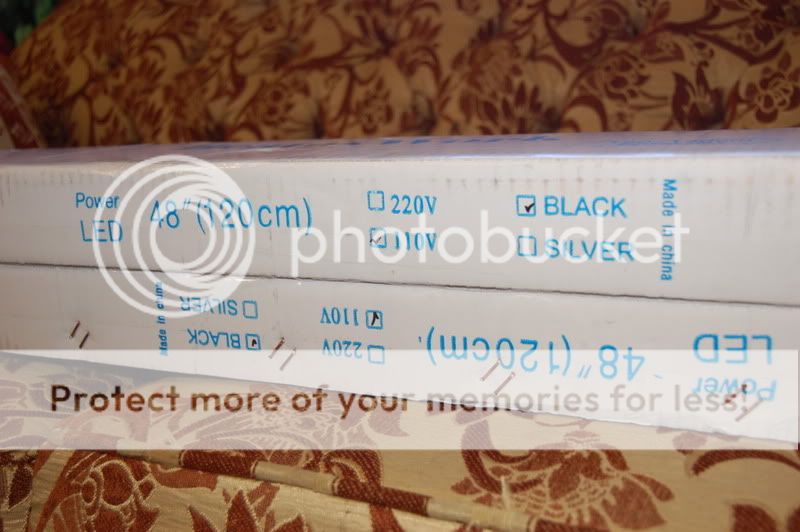 Power
LED
48" (120cm)
☐ 220V
☑ 110V
☑ BLACK
☐ SILVER
Made in china
photobucket
Power
LED
48" (120cm).
☐ 220V
☑ 110V
☑ BLACK
☐ SILVER
Made in china
Protect more of your memories for less!